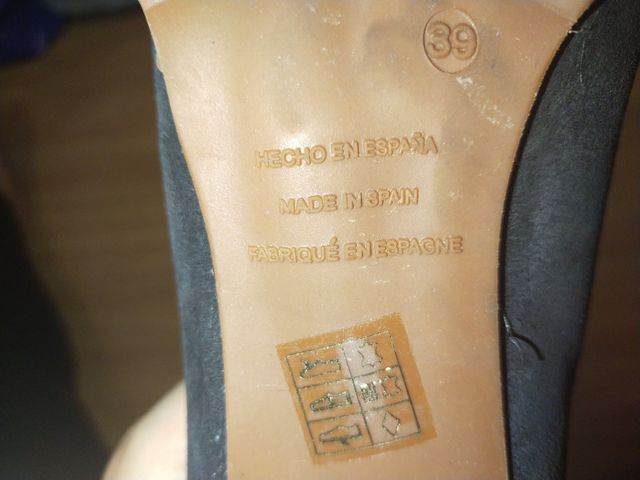 39
HECHO EN ESPAÑA
MADE IN SPAIN
FABRIQUÉ EN ESPAGNE